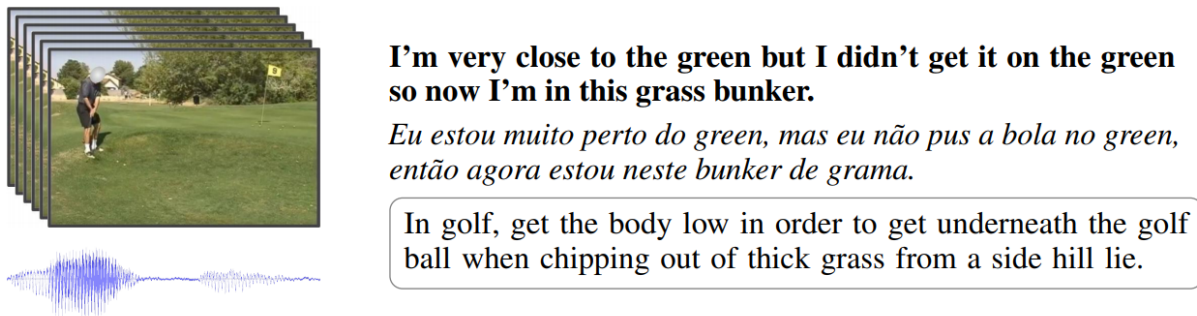 I'm very close to the green but I didn't get it on the green
so now I'm in this grass bunker.
Eu estou muito perto do green, mas eu não pus a bola no green,
então agora estou neste bunker de grama.
In golf, get the body low in order to get underneath the golf
ball when chipping out of thick grass from a side hill lie.